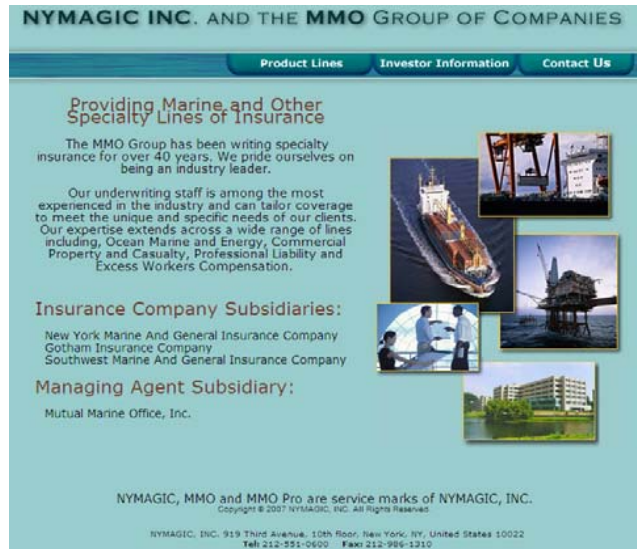 NYMAGIC INC. AND THE MMO GROUP OF COMPANIES
Product Lines
Investor Information
Contact Us
Providing Marine and Other
Specialty Lines of Insurance
The MMO Group has been writing specialty
insurance for over 40 years. We pride ourselves on
being an industry leader.
Our underwriting staff is among the most
experienced in the industry and can tailor coverage
to meet the unique and specific needs of our clients.
Our expertise extends across a wide range of lines
including, Ocean Marine and Energy, Commercial
Property and Casualty, Professional Liability and
Excess Workers Compensation.
Insurance Company Subsidiaries:
New York Marine And General Insurance Company
Gotham Insurance Company
Southwest Marine And General Insurance Company
Managing Agent Subsidiary:
Mutual Marine Office, Inc.
NYMAGIC, MMO and MMO Pro are service marks of NYMAGIC, INC.
Copyright © 2007 NYMAGIC, INC. All Rights Reserved.
NYMAGIC, INC. 919 Third Avenue, 10th floor, New York, NY, United States 10022
Tel: 212-551-0600 Fax: 212-986-1310